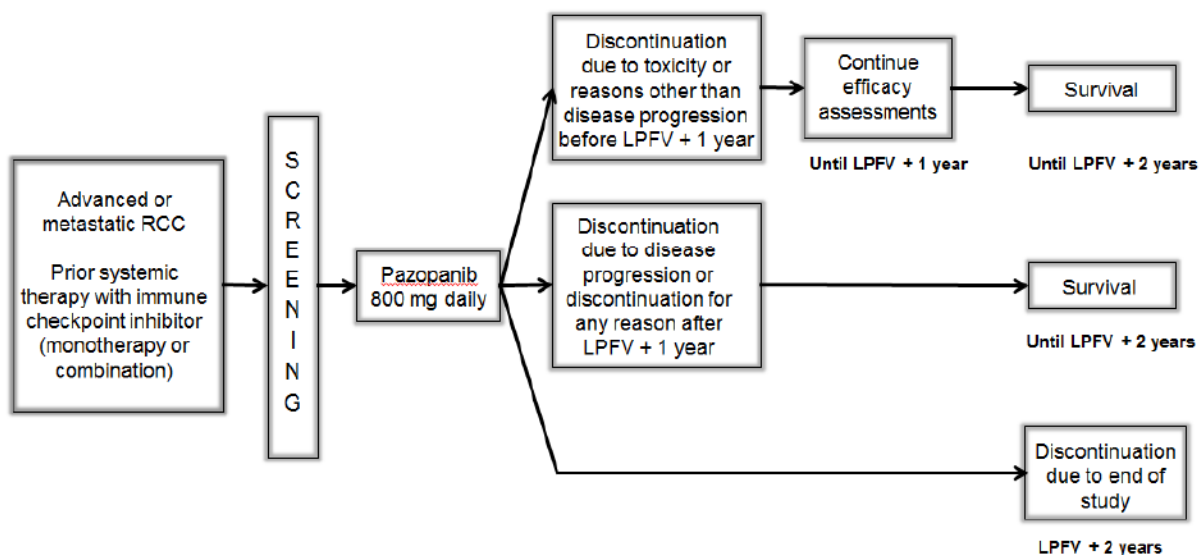 Advanced or
metastatic RCC
Prior systemic
therapy with immune
checkpoint inhibitor
(monotherapy or
combination)
S
C
R
E
E
N
I
N
G
Pazopanib
800 mg daily
Discontinuation
due to toxicity or
reasons other than
disease progression
before LPFV + 1 year
Continue
efficacy
assessments
Until LPFV + 1 year
Survival
Until LPFV + 2 years
Discontinuation
due to disease
progression or
discontinuation for
any reason after
LPFV + 1 year
Survival
Until LPFV + 2 years
Discontinuation
due to end of
study
LPFV + 2 years